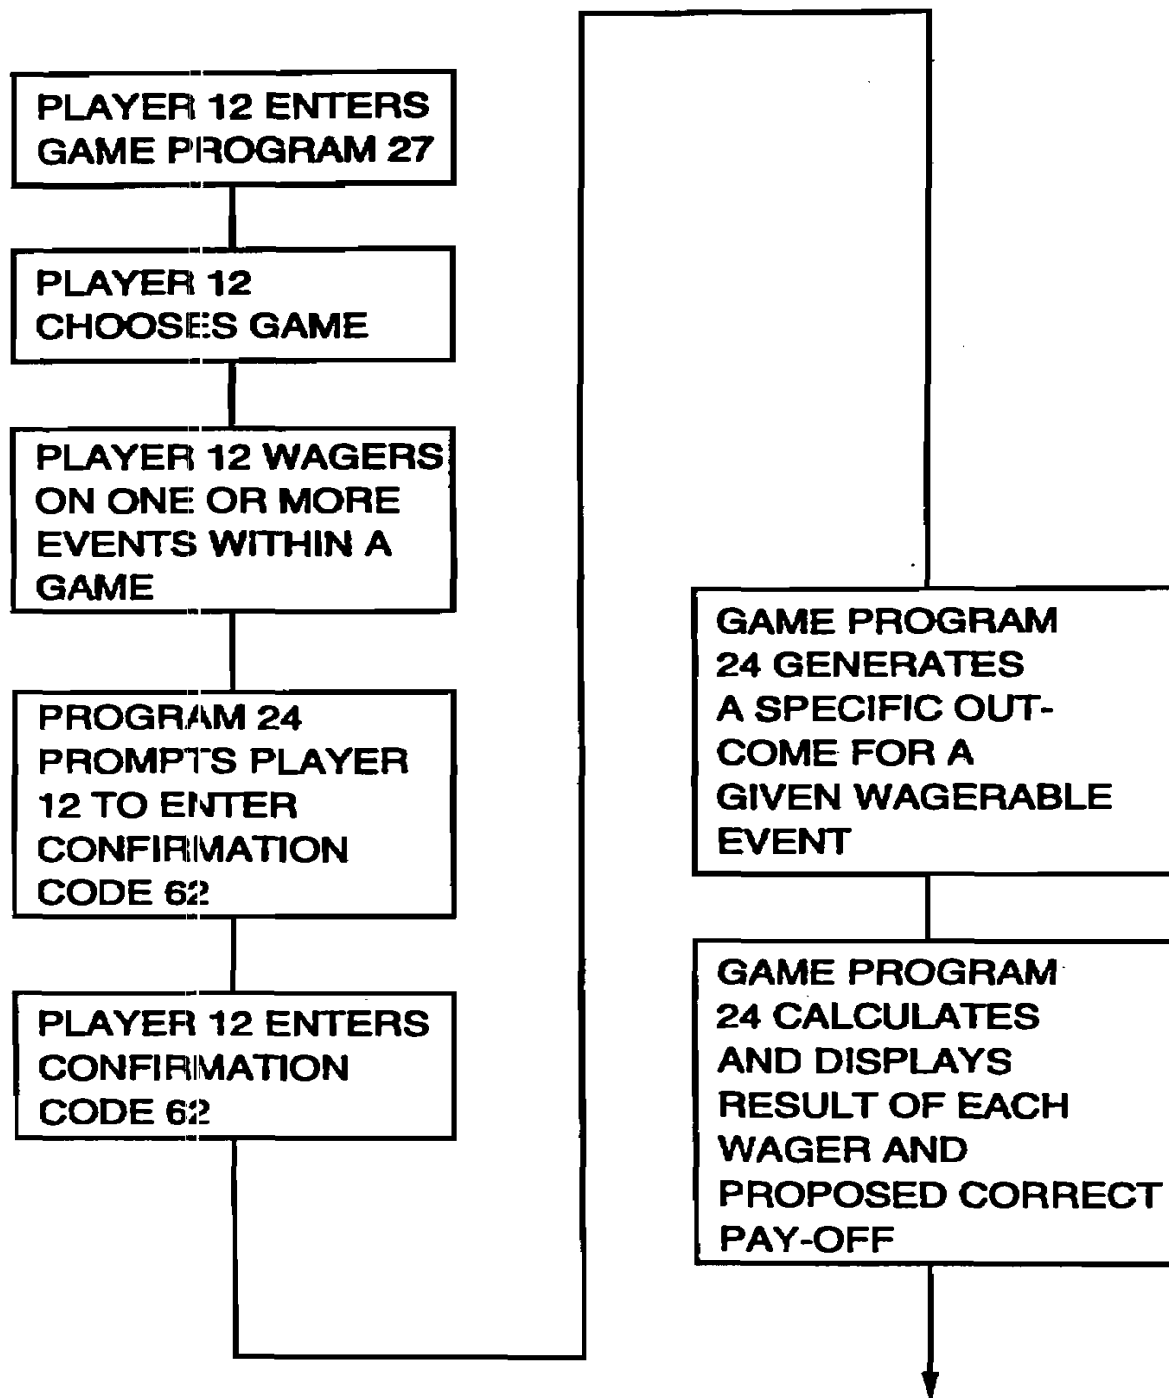 PLAYER 12 ENTERS
GAME PROGRAM 27
PLAYER 12
CHOOSES GAME
PLAYER 12 WAGERS
ON ONE OR MORE
EVENTS WITHIN A
GAME
PROGRAM 24
PROMPTS PLAYER
12 TO ENTER
CONFIRMATION
CODE 62
PLAYER 12 ENTERS
CONFIRMATION
CODE 62
GAME PROGRAM
24 GENERATES
A SPECIFIC OUT-
COME FOR A
GIVEN WAGERABLE
EVENT
GAME PROGRAM
24 CALCULATES
AND DISPLAYS
RESULT OF EACH
WAGER AND
PROPOSED CORRECT
PAY-OFF